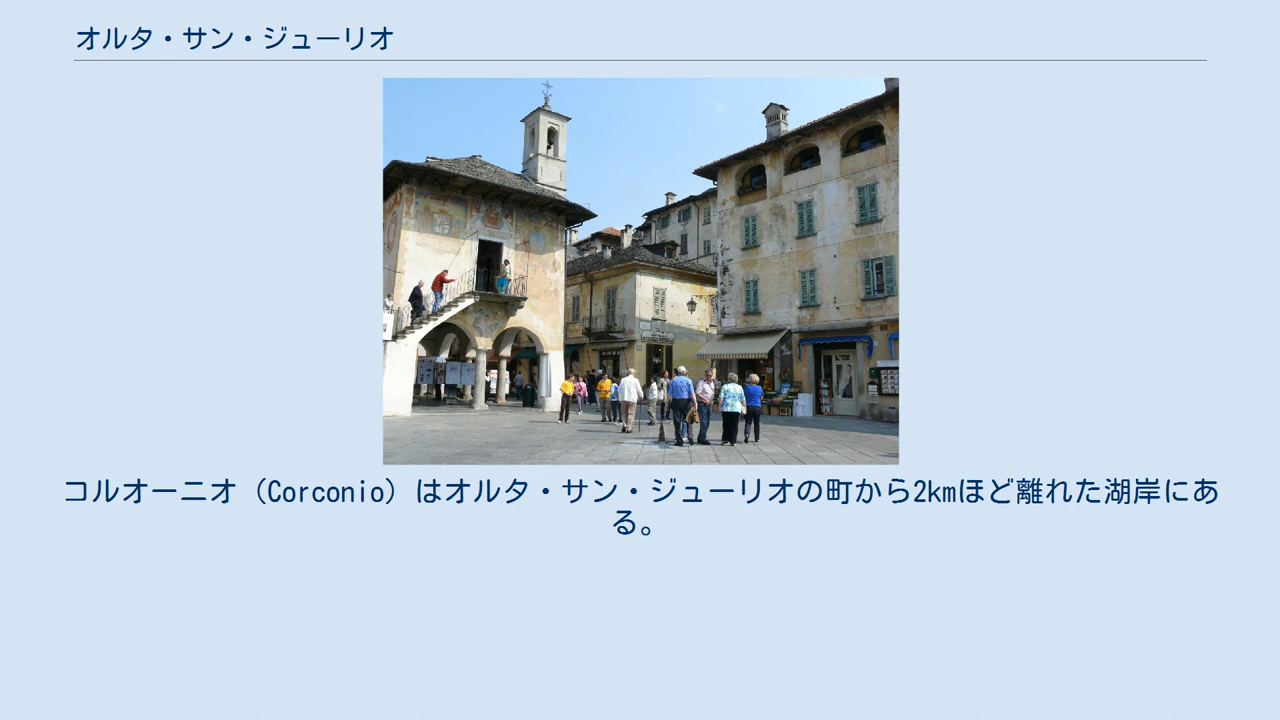 オルタ・サン・ジューリオ
コルオーニオ（Corconio）はオルタ・サン・ジューリオの町から2kmほど離れた湖岸にあ
る。